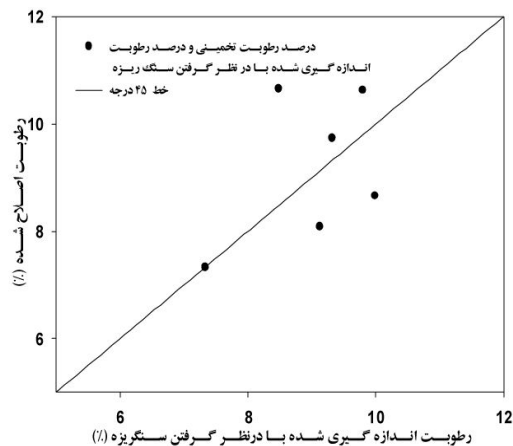 12
درصد رطوبت تخمینی و درصد رطوبت
اندازه گیری شده با در نظر گرفتن سنگ ریزه
خط ۴۵ درجه
10
8
6
رطوبت اصلاح شده (٪)
6
8
10
12
رطوبت اندازه گیری شده با درنظر گرفتن سنگریزه (٪)